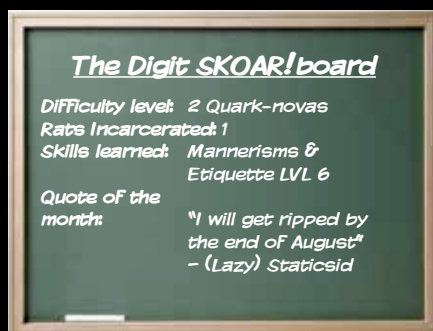 The Digit SKOAR!board
Difficulty level: 2 Quark-novas
Rats Incarcerated: 1
Skills learned: Mannerisms &
Etiquette LVL 6
Quote of the
month:
"I will get ripped by
the end of August"
- (Lazy) Staticsid